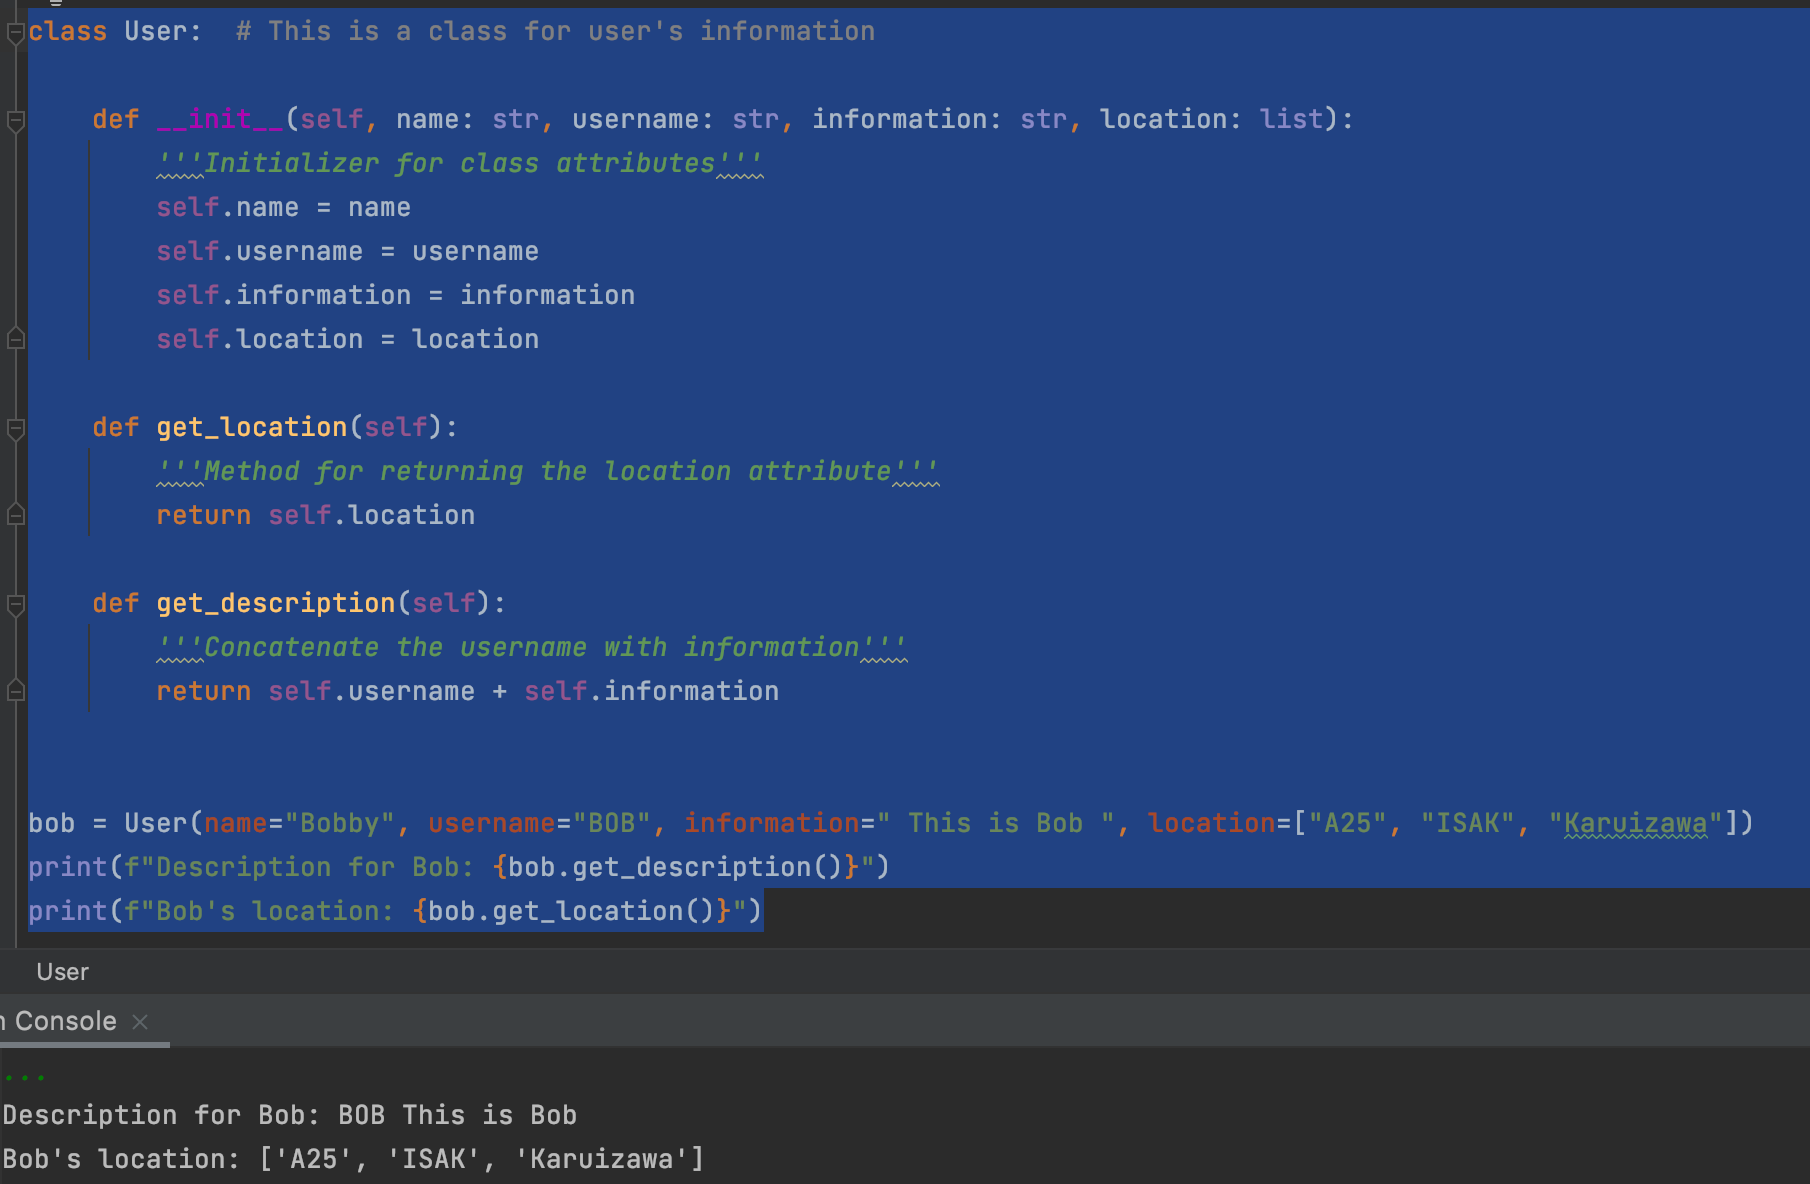 class User:  # This is a class for user's information
    def __init__(self, name: str, username: str, information: str, location: list):
        '''Initializer for class attributes'''
        self.name = name
        self.username = username
        self.information = information
        self.location = location
    def get_location(self):
        '''Method for returning the location attribute'''
        return self.location
    def get_description(self):
        '''Concatenate the username with information'''
        return self.username + self.information
bob = User(name="Bobby", username="BOB", information=" This is Bob ", location=["A25", "ISAK", "Karuizawa"])
print(f"Description for Bob: {bob.get_description()}")
print(f"Bob's location: {bob.get_location()}")
User
n Console ×
...
Description for Bob: BOB This is Bob
Bob's location: ['A25', 'ISAK', 'Karuizawa']